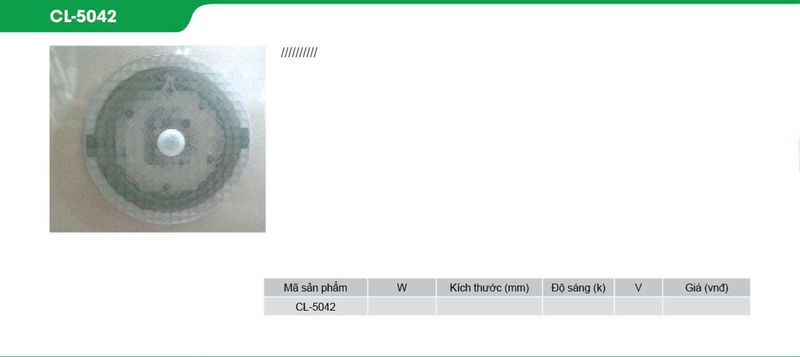 CL-5042
//////////
Mã sản phẩm W Kích thước (mm) Độ sáng (k) V Giá (vnđ)
CL-5042